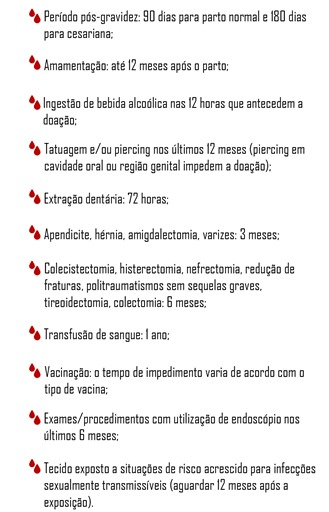 Período pós-gravidez: 90 dias para parto normal e 180 dias
para cesariana;
Amamentação: até 12 meses após o parto;
Ingestão de bebida alcoólica nas 12 horas que antecedem a
doação;
Tatuagem e/ou piercing nos últimos 12 meses (piercing em
cavidade oral ou região genital impedem a doação);
Extração dentária: 72 horas;
Apendicite, hérnia, amigdalectomia, varizes: 3 meses;
Colecistectomia, histerectomia, nefrectomia, redução de
fraturas, politraumatismos sem sequelas graves,
tireoidectomia, colectomia: 6 meses;
Transfusão de sangue: 1 ano;
Vacinação: o tempo de impedimento varia de acordo com o
tipo de vacina;
Exames/procedimentos com utilização de endoscópio nos
últimos 6 meses;
Tecido exposto a situações de risco acrescido para infecções
sexualmente transmissíveis (aguardar 12 meses após a
exposição).